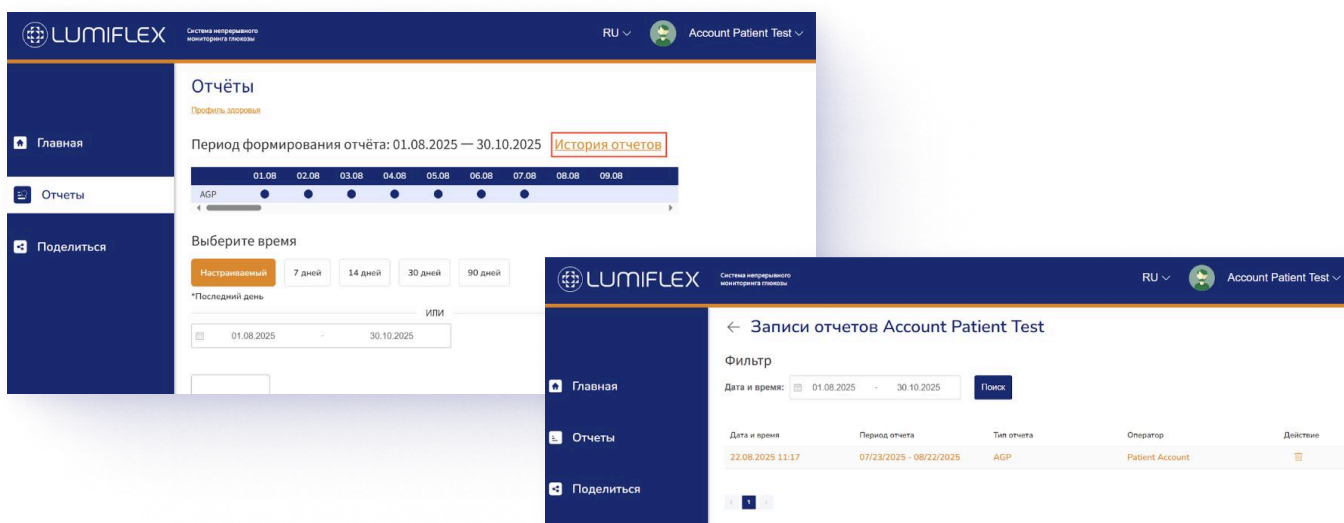 LUMIFLEX
Система непрерывного
мониторинга глюкозы
RU
Account Patient Test
Отчёты
Профиль здоровья
Главная
Период формирования отчёта: 01.08.2025 — 30.10.2025 История отчетов
01.08 02.08 03.08 04.08 05.08 06.08 07.08 08.08 09.08
AGP
Отчеты
Поделиться
Выберите время
Настраиваемый 7 дней 14 дней 30 дней 90 дней
*Последний день
ИЛИ
01.08.2025 - 30.10.2025
LUMIFLEX
Система непрерывного
мониторинга глюкозы
RU
Account Patient Test
← Записи отчетов Account Patient Test
Фильтр
Главная
Дата и время: 01.08.2025 - 30.10.2025 Поиск
Отчеты
Дата и время Период отчета Тип отчета Оператор Действие
22.08.2025 11:17 07/23/2025 - 08/22/2025 AGP Patient Account
Поделиться
1